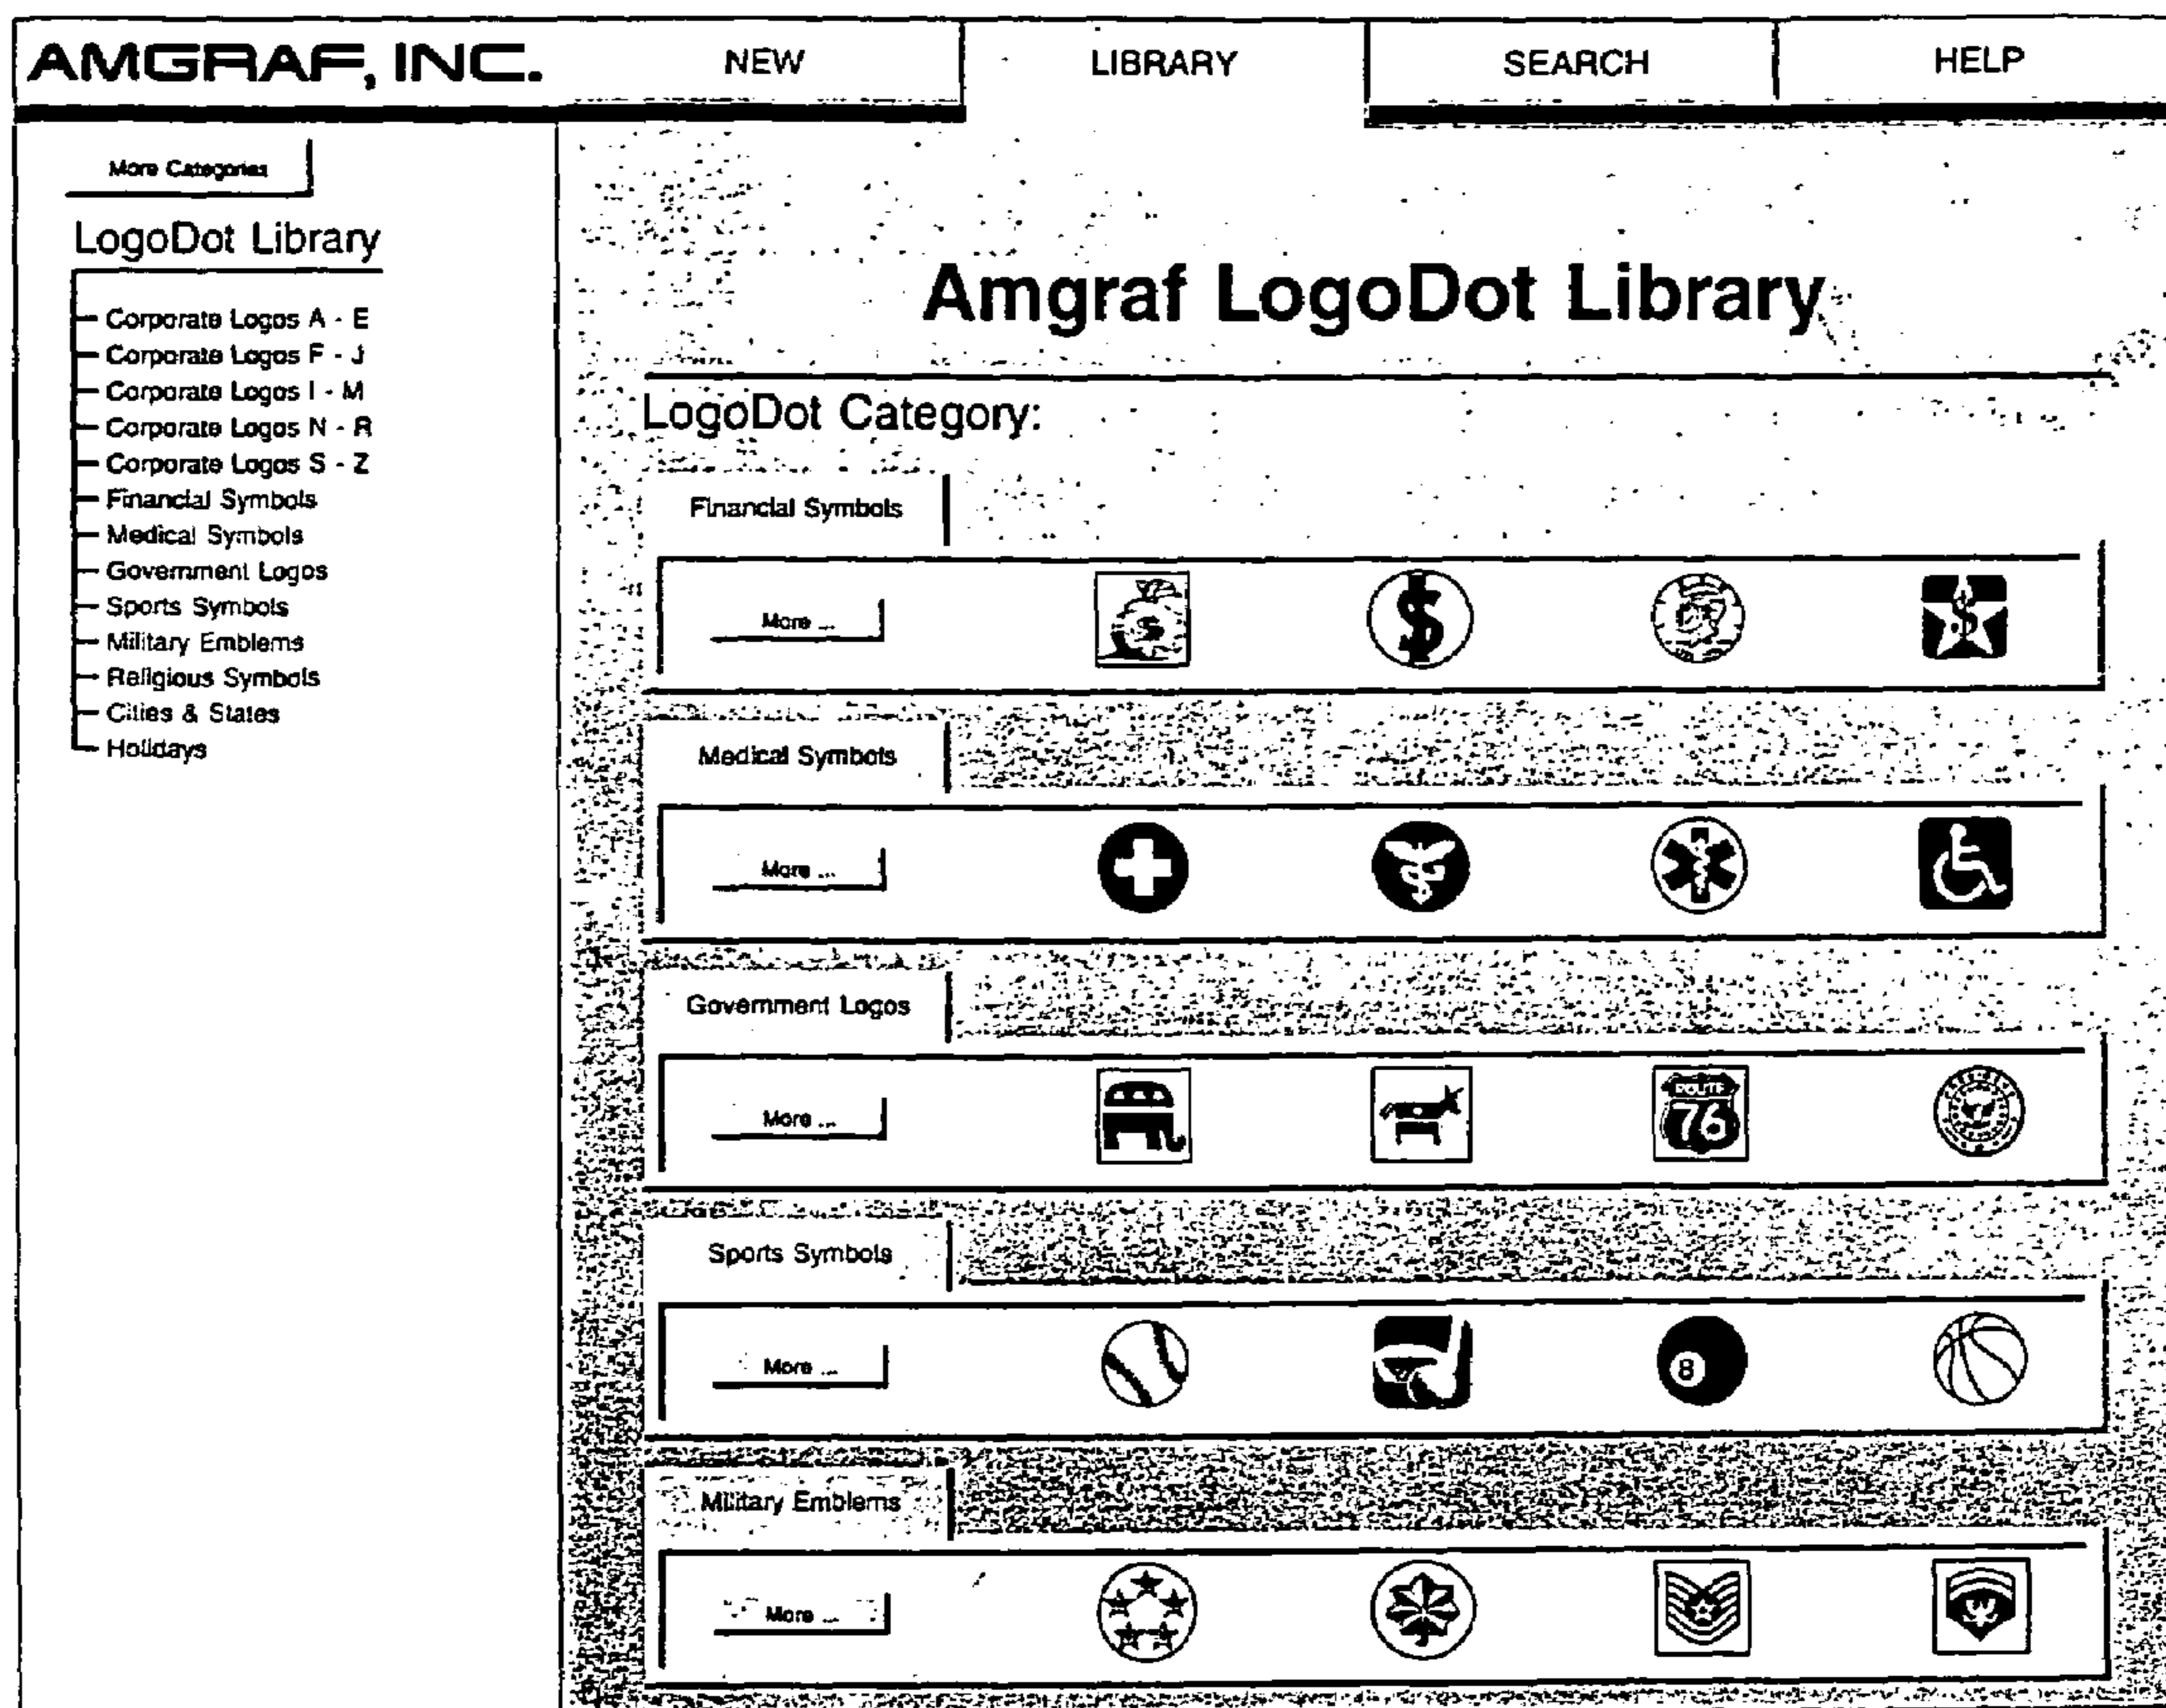 AMGRAF, INC. NEW LIBRARY SEARCH HELP
More Categories
LogoDot Library
Corporate Logos A - E
Corporate Logos F - J
Corporate Logos I - M
Corporate Logos N - R
Corporate Logos S - Z
Financial Symbols
Medical Symbols
Government Logos
Sports Symbols
Military Emblems
Religious Symbols
Cities & States
Holidays
Amgraf LogoDot Library
LogoDot Category:
Financial Symbols
More ...
$
$
$
Medical Symbols
More ...
Government Logos
More ...
ROUTE
76
Sports Symbols
More ...
8
Military Emblems
More ...